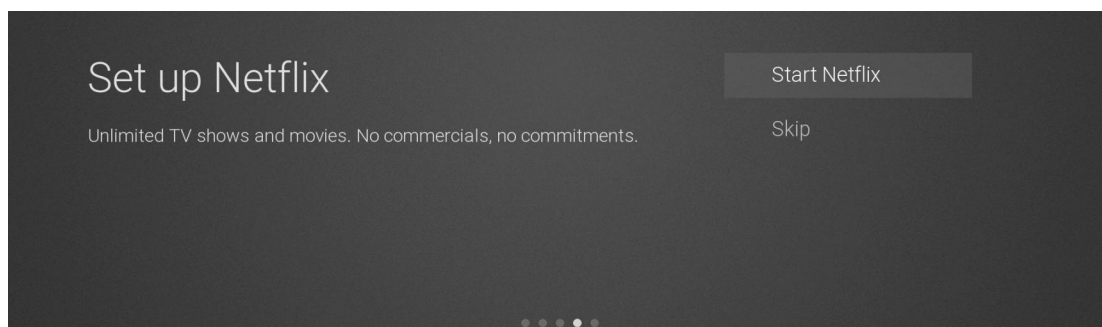 Set up Netflix
Unlimited TV shows and movies. No commercials, no commitments.
Start Netflix
Skip